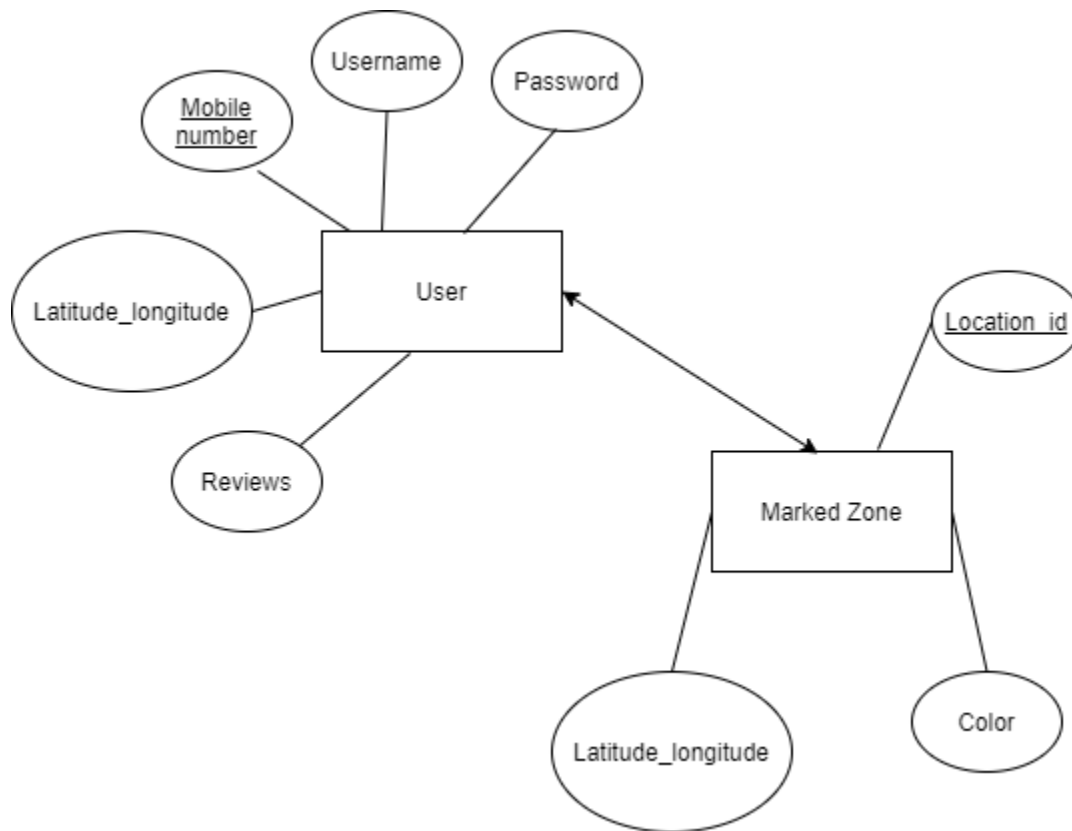 Username
Password
Mobile
number
User
Latitude_longitude
Location_id
Reviews
Marked Zone
Latitude_longitude
Color